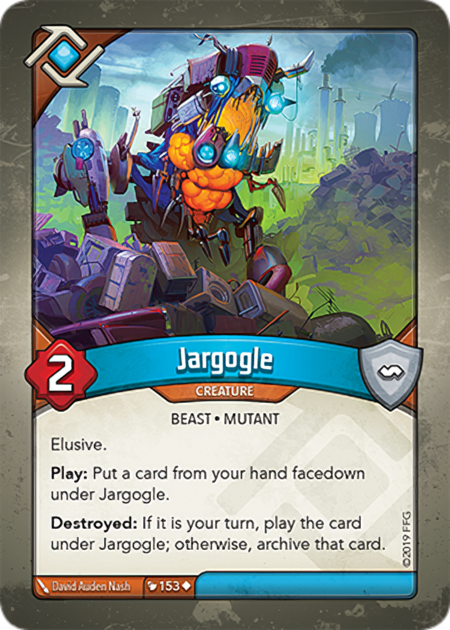 Jargogle
2
CREATURE
BEAST • MUTANT
Elusive.
Play: Put a card from your hand facedown
under Jargogle.
Destroyed: If it is your turn, play the card
under Jargogle; otherwise, archive that card.
©2019 FFG
David Auden Nash
153